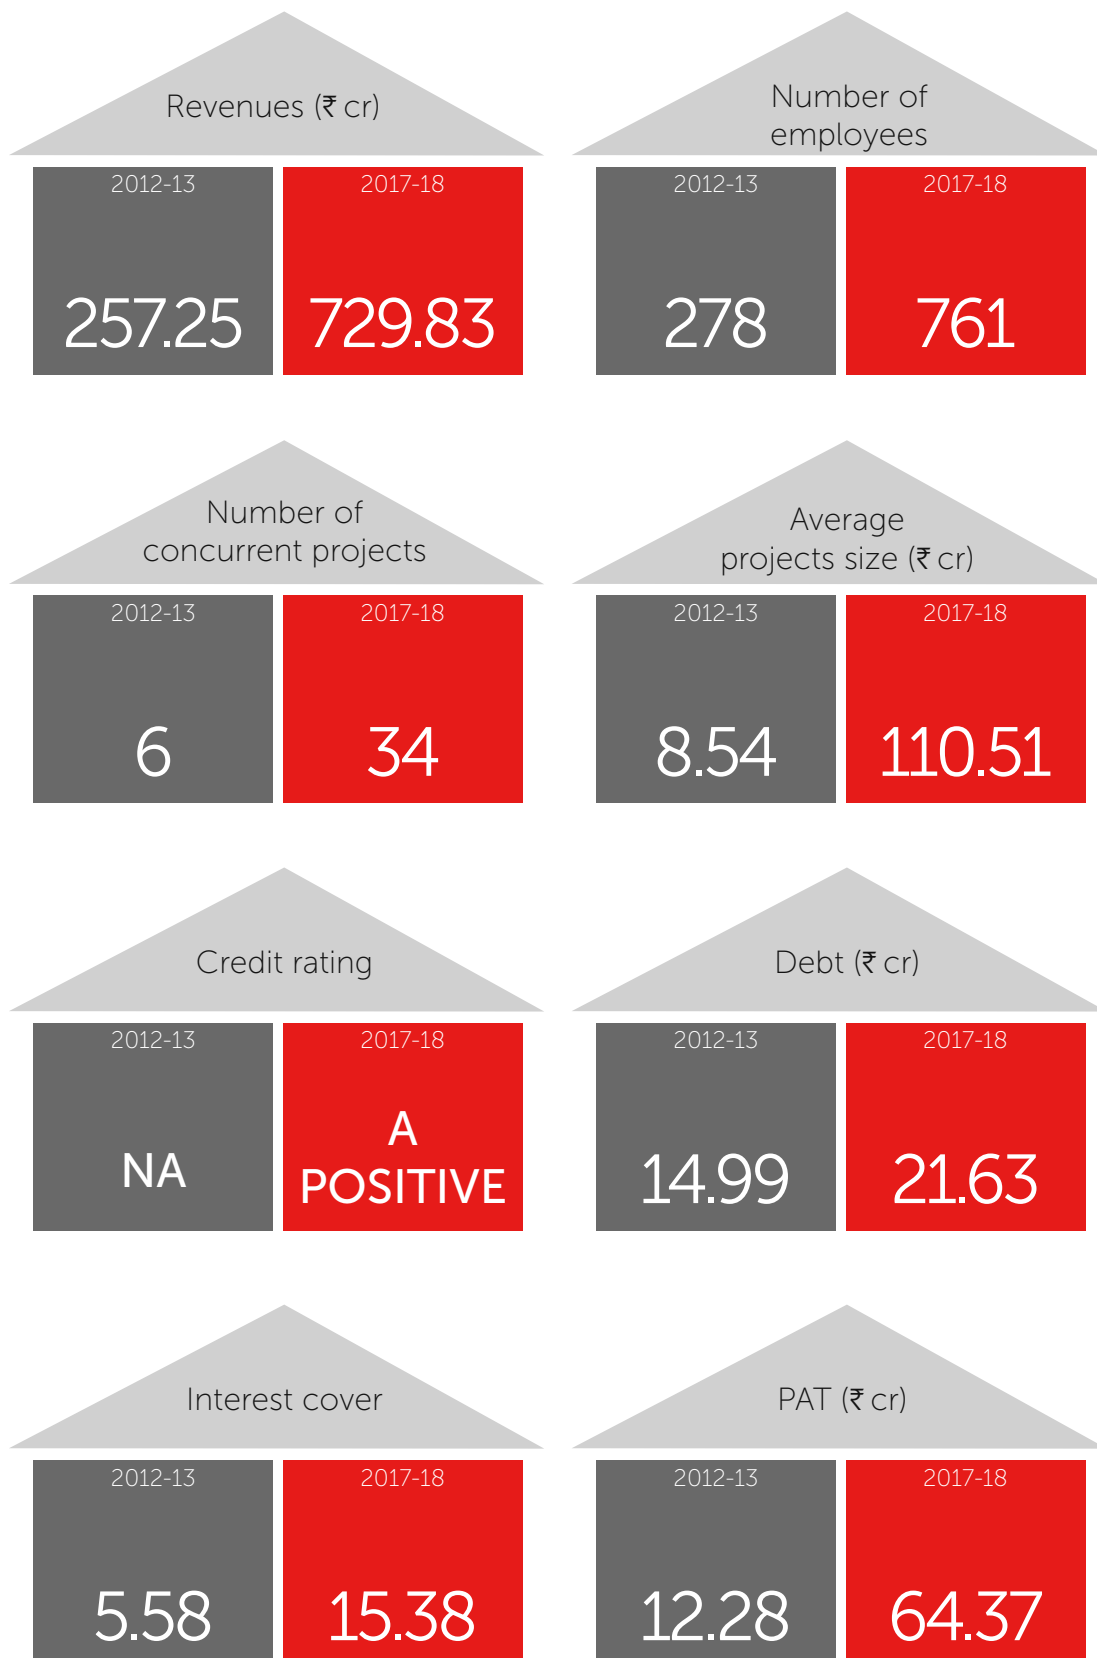 Revenues (₹ cr)
2012-13
2017-18
257.25
729.83
Number of
employees
2012-13
2017-18
278
761
Number of
concurrent projects
2012-13
2017-18
6
34
Average
projects size (₹ cr)
2012-13
2017-18
8.54
110.51
Credit rating
2012-13
2017-18
NA
A
POSITIVE
Debt (₹ cr)
2012-13
2017-18
14.99
21.63
Interest cover
2012-13
2017-18
5.58
15.38
PAT (₹ cr)
2012-13
2017-18
12.28
64.37